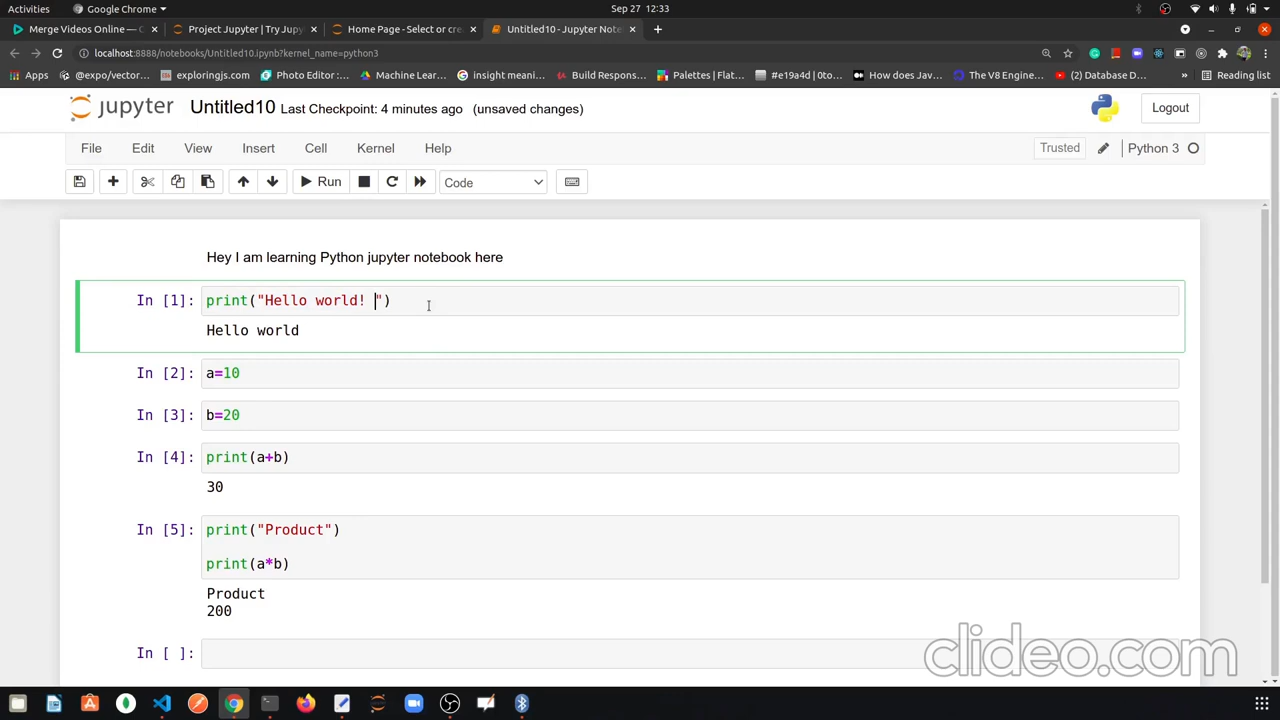 Activities
Google Chrome
Sep 27 12:33
Merge Videos Online — C
Project Jupyter | Try Jup
Home Page - Select or cre
Untitled10 - Jupyter Note
localhost:8888/notebooks/Untitled10.ipynb?kernel_name=python3
Apps
@expo/vector...
exploringjs.com
Photo Editor :...
Machine Lear...
insight meani...
Build Respons...
Palettes | Flat...
#e19a4d | 0to...
How does Jav...
The V8 Engine...
(2) Database D...
»
Reading list
jupyter Untitled10 Last Checkpoint: 4 minutes ago (unsaved changes)
Logout
File Edit View Insert Cell Kernel Help
Trusted
Python 3
Run
Code
Hey I am learning Python jupyter notebook here
In [1]: print("Hello world! ")
Hello world
In [2]: a=10
In [3]: b=20
In [4]: print(a+b)
30
In [5]: print("Product")
print(a*b)
Product
200
In [ ]:
clideo.com